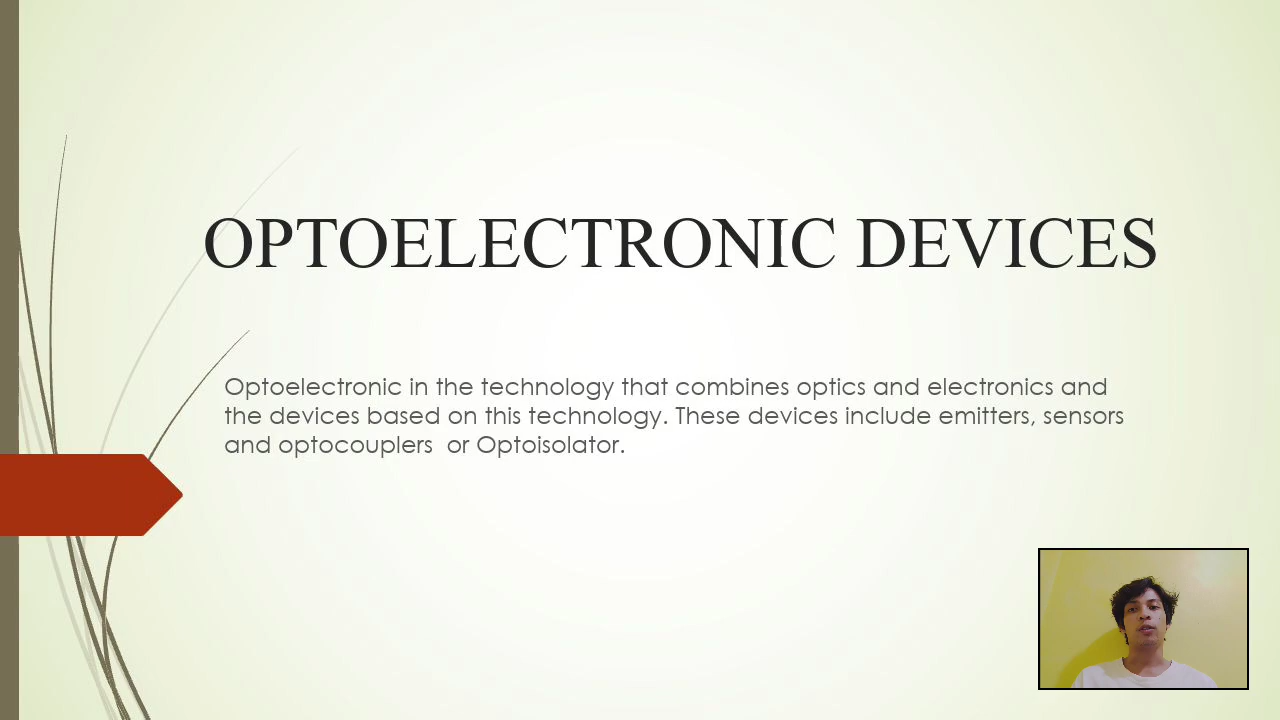 OPTOELECTRONIC DEVICES
Optoelectronic in the technology that combines optics and electronics and
the devices based on this technology. These devices include emitters, sensors
and optocouplers  or Optoisolator.